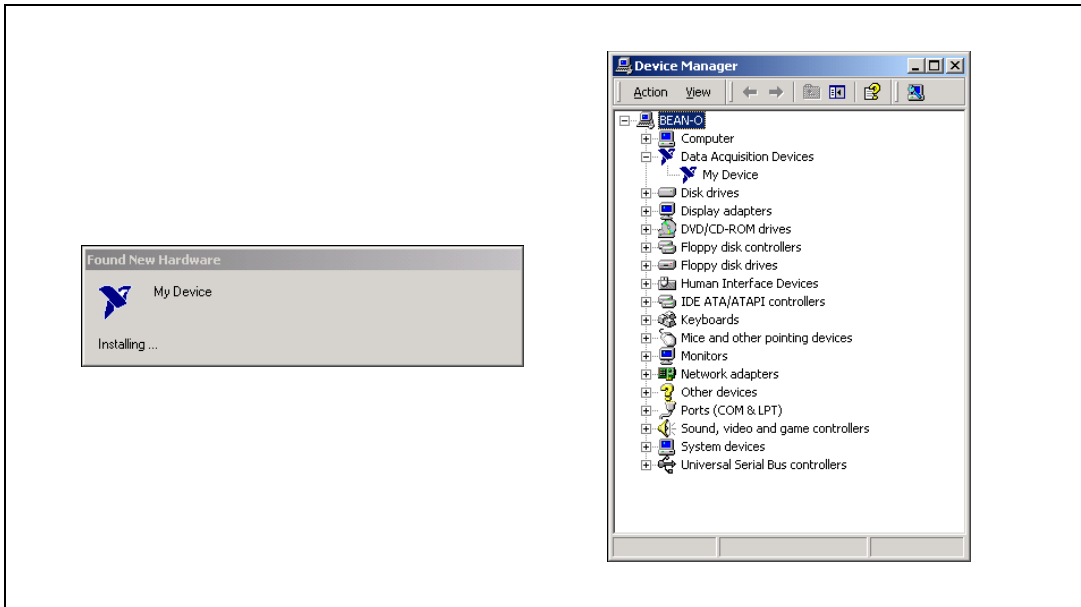 Found New Hardware
My Device
Installing ...
Device Manager
Action View
BEAN-O
Computer
Data Acquisition Devices
My Device
Disk drives
Display adapters
DVD/CD-ROM drives
Floppy disk controllers
Floppy disk drives
Human Interface Devices
IDE ATA/ATAPI controllers
Keyboards
Mice and other pointing devices
Monitors
Network adapters
Other devices
Ports (COM & LPT)
Sound, video and game controllers
System devices
Universal Serial Bus controllers